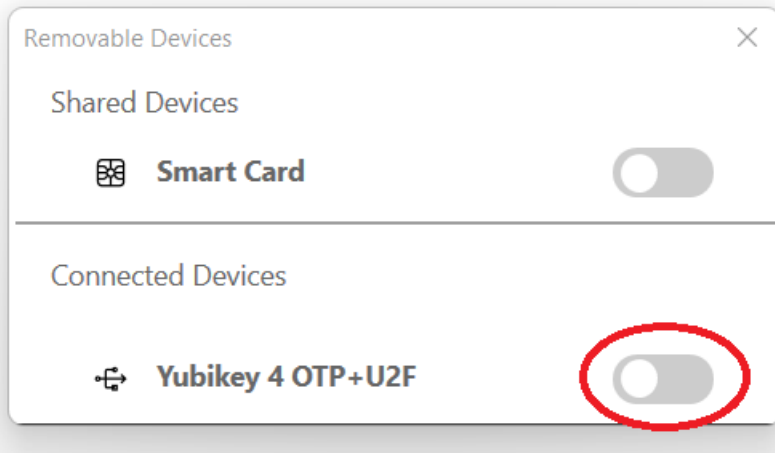 Removable Devices
Shared Devices
Smart Card
Connected Devices
Yubikey 4 OTP+U2F